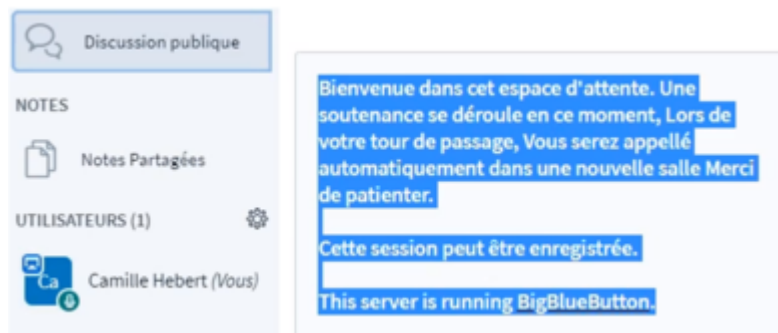 Discussion publique
NOTES
Notes Partagées
UTILISATEURS (1)
Ca
Camille Hebert (Vous)
Bienvenue dans cet espace d'attente. Une
soutenance se déroule en ce moment, Lors de
votre tour de passage, Vous serez appellé
automatiquement dans une nouvelle salle Merci
de patienter.
Cette session peut être enregistrée.
This server is running BigBlueButton.